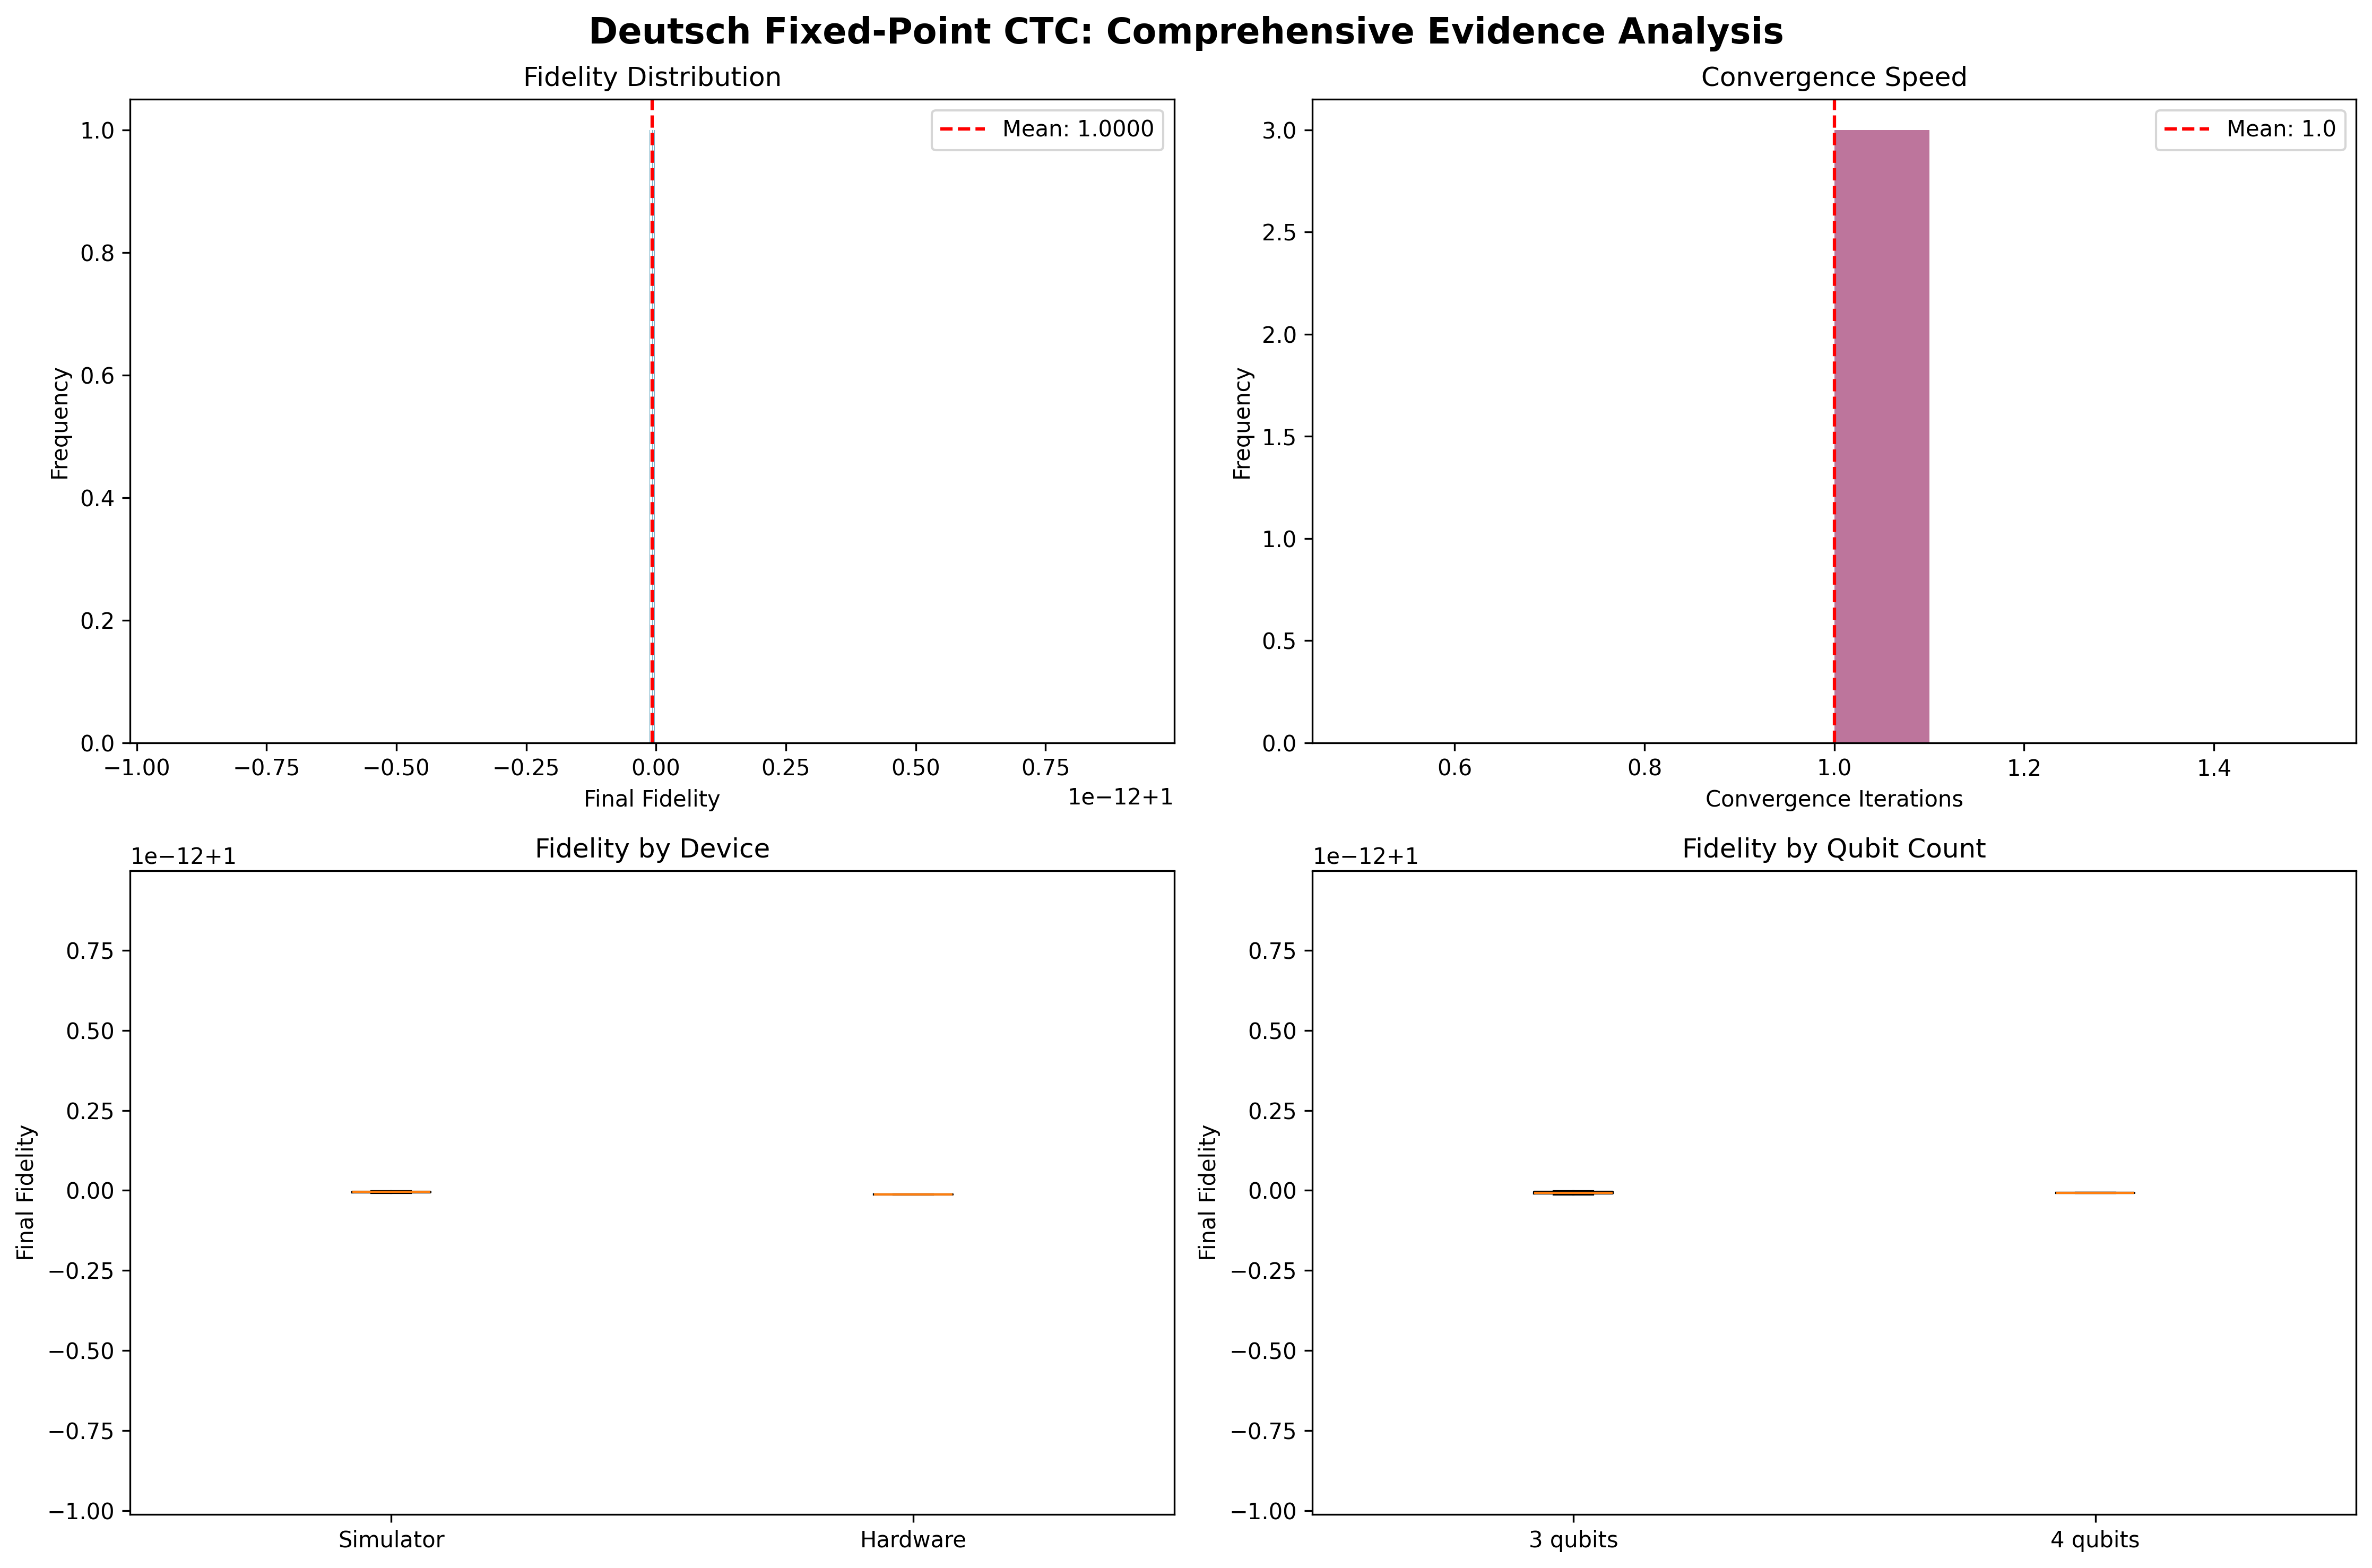 Deutsch Fixed-Point CTC: Comprehensive Evidence Analysis
Fidelity Distribution
Mean: 1.0000
Frequency
1.0
0.8
0.6
0.4
0.2
0.0
−1.00 −0.75 −0.50 −0.25 0.00 0.25 0.50 0.75
Final Fidelity
1e−12+1
Convergence Speed
Mean: 1.0
Frequency
3.0
2.5
2.0
1.5
1.0
0.5
0.0
0.6 0.8 1.0 1.2 1.4
Convergence Iterations
Fidelity by Device
1e−12+1
Final Fidelity
0.75
0.50
0.25
0.00
−0.25
−0.50
−0.75
−1.00
Simulator Hardware
Fidelity by Qubit Count
1e−12+1
Final Fidelity
0.75
0.50
0.25
0.00
−0.25
−0.50
−0.75
−1.00
3 qubits 4 qubits